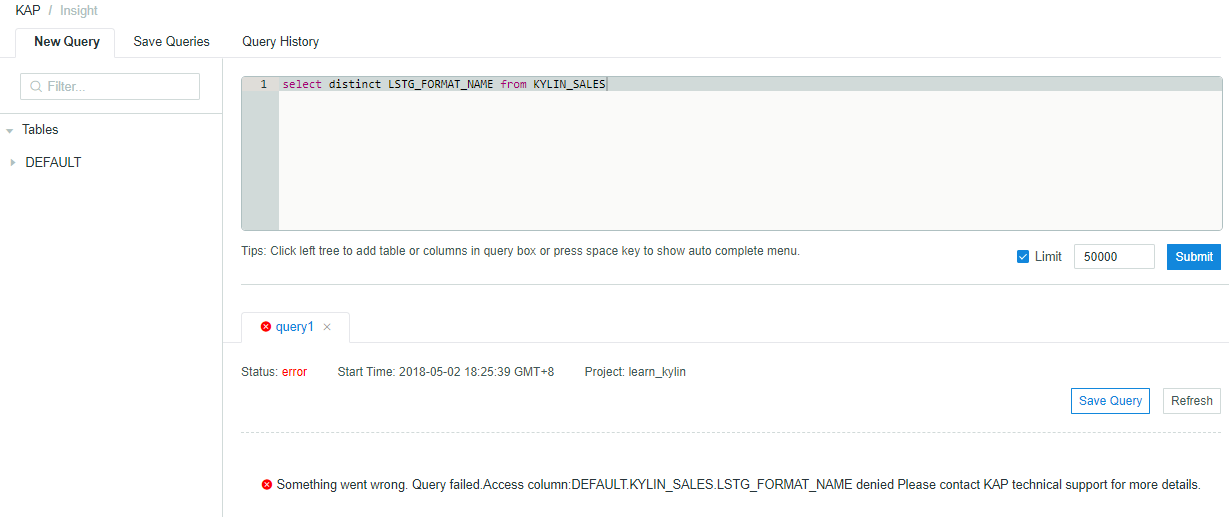 KAP / Insight
New Query Save Queries Query History
Filter...
1 select distinct LSTG_FORMAT_NAME from KYLIN_SALES
Tables
DEFAULT
Tips: Click left tree to add table or columns in query box or press space key to show auto complete menu.
Limit 50000 Submit
query1 ×
Status: error Start Time: 2018-05-02 18:25:39 GMT+8 Project: learn_kylin
Save Query Refresh
Something went wrong. Query failed.Access column:DEFAULT.KYLIN_SALES.LSTG_FORMAT_NAME denied Please contact KAP technical support for more details.